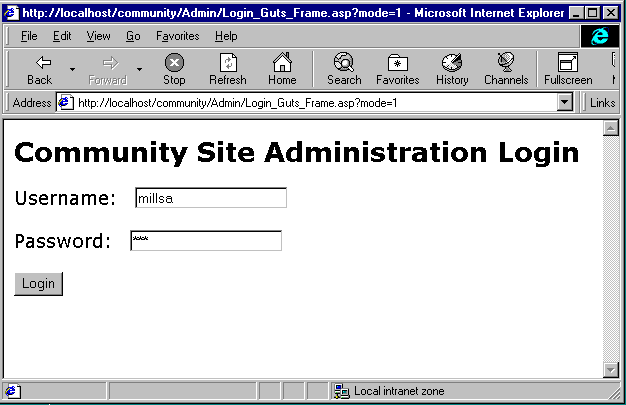 http://localhost/community/Admin/Login_Guts_Frame.asp?mode=1 - Microsoft Internet Explorer
File Edit View Go Favorites Help
Back Forward Stop Refresh Home Search Favorites History Channels Fullscreen
Address http://localhost/community/Admin/Login_Guts_Frame.asp?mode=1 Links
Community Site Administration Login
Username: millsa
Password: ***
Login
Local intranet zone